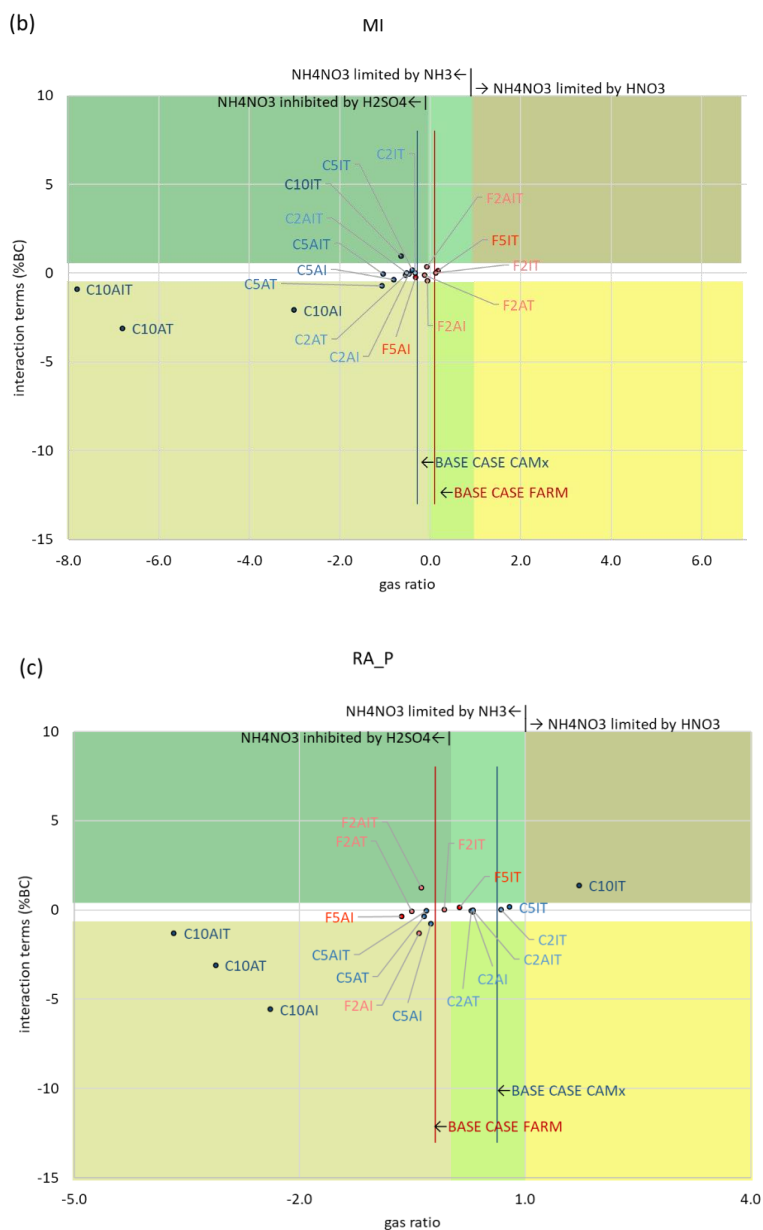 (b)
MI
NH4NO3 limited by NH3←
→ NH4NO3 limited by HNO3
NH4NO3 inhibited by H2SO4←
10
5
0
-5
-10
-15
interaction terms (%BC)
C2IT
C5IT
C10IT
C2AIT
C5AIT
C5AI
C5AT
C10AIT
C10AT
C10AI
C2AT
C2AI
F5AI
F2AIT
F5IT
F2IT
F2AT
F2AI
←BASE CASE CAMx
←BASE CASE FARM
-8.0 -6.0 -4.0 -2.0 0.0 2.0 4.0 6.0
gas ratio
(c)
RA_P
NH4NO3 limited by NH3←
→ NH4NO3 limited by HNO3
NH4NO3 inhibited by H2SO4←
10
5
0
-5
-10
-15
interaction terms (%BC)
F2AIT
F2AT
F2IT
F5IT
C10IT
F5AI
C5IT
C10AIT
C5AIT
C2IT
C2AIT
C10AT
C5AT
C2AI
C2AT
F2AI
C10AI
C5AI
←BASE CASE CAMx
←BASE CASE FARM
-5.0 -2.0 1.0 4.0
gas ratio